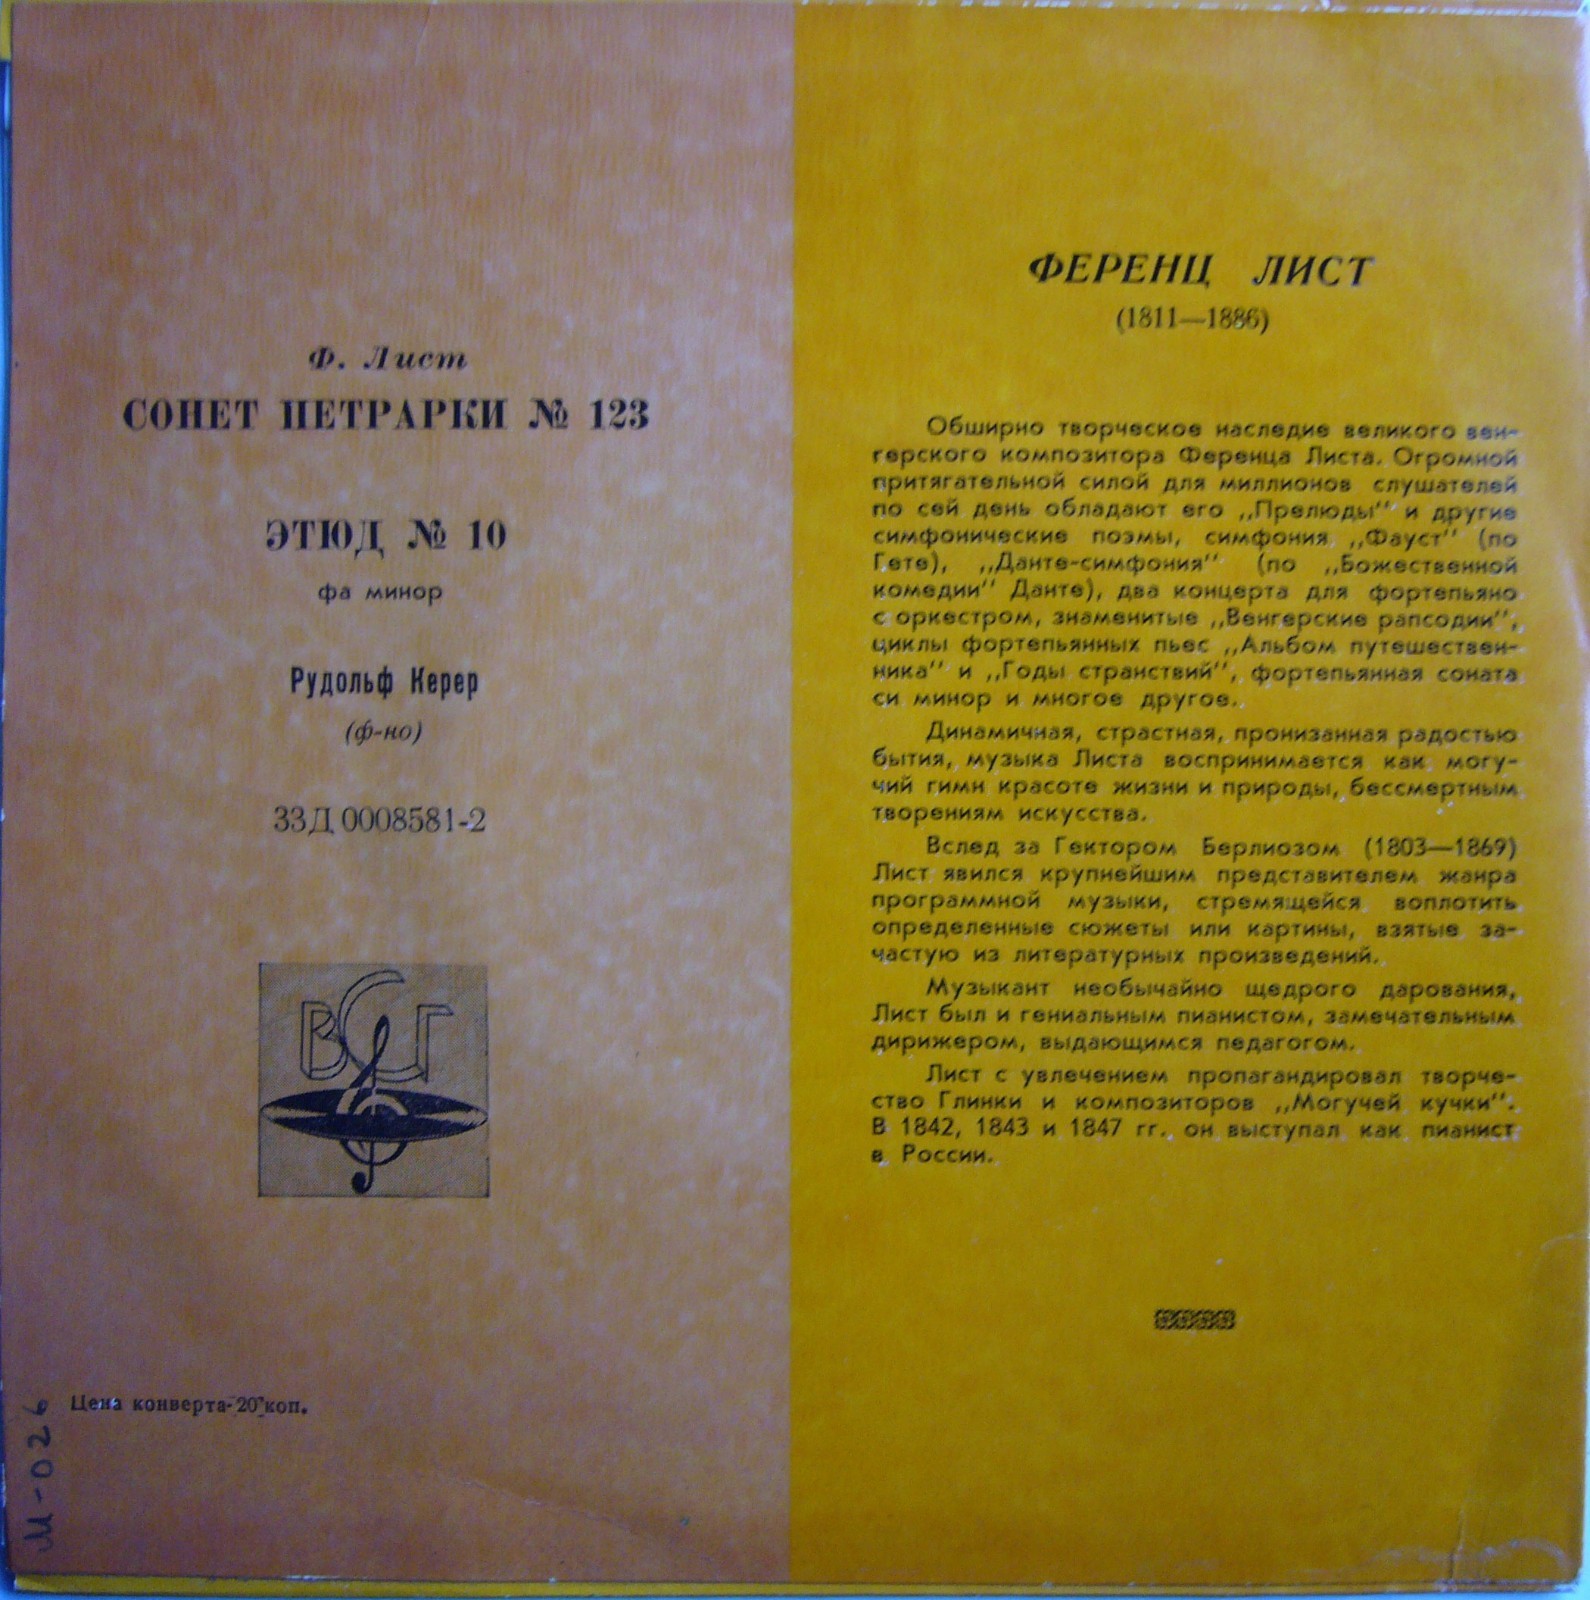 Ф. Лист
СОНЕТ ПЕТРАРКИ № 123
ЭТЮД № 10
фа минор
Рудольф Керер
(ф-но)
33Д 0008581-2
ВСГ
Цена конверта-20 коп.
М-026
ФЕРЕНЦ ЛИСТ
(1811—1886)
Обширно творческое наследие великого вен-
герского композитора Ференца Листа. Огромной
притягательной силой для миллионов слушателей
по сей день обладают его „Прелюды" и другие
симфонические поэмы, симфония „Фауст" (по
Гете), „Данте-симфония" (по „Божественной
комедии" Данте), два концерта для фортепьяно
с оркестром, знаменитые „Венгерские рапсодии",
циклы фортепьянных пьес „Альбом путешествен-
ника" и „Годы странствий", фортепьянная соната
си минор и многое другое.
Динамичная, страстная, пронизанная радостью
бытия, музыка Листа воспринимается как могу-
чий гимн красоте жизни и природы, бессмертным
творениям искусства.
Вслед за Гектором Берлиозом (1803—1869)
Лист явился крупнейшим представителем жанра
программной музыки, стремящейся воплотить
определенные сюжеты или картины, взятые за-
частую из литературных произведений.
Музыкант необычайно щедрого дарования,
Лист был и гениальным пианистом, замечательным
дирижером, выдающимся педагогом.
Лист с увлечением пропагандировал творче-
ство Глинки и композиторов „Могучей кучки".
В 1842, 1843 и 1847 гг. он выступал как пианист
в России.